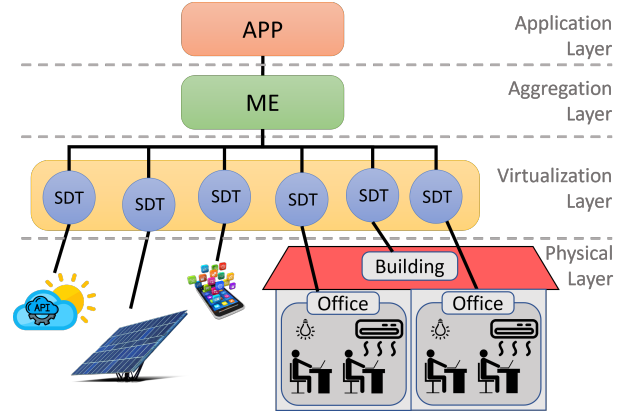 APP
Application
Layer
ME
Aggregation
Layer
SDT
SDT
SDT
SDT
SDT
SDT
Virtualization
Layer
Physical
Layer
Building
Office
Office
API